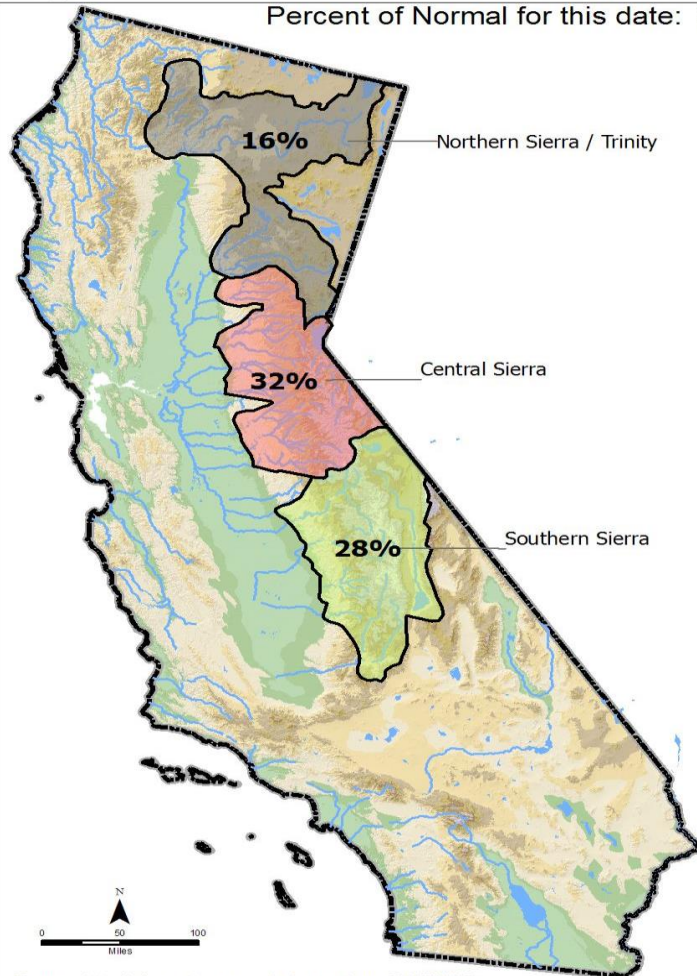 Percent of Normal for this date:
16%
Northern Sierra / Trinity
Central Sierra
32%
Southern Sierra
28%
N
0 50 100
Miles